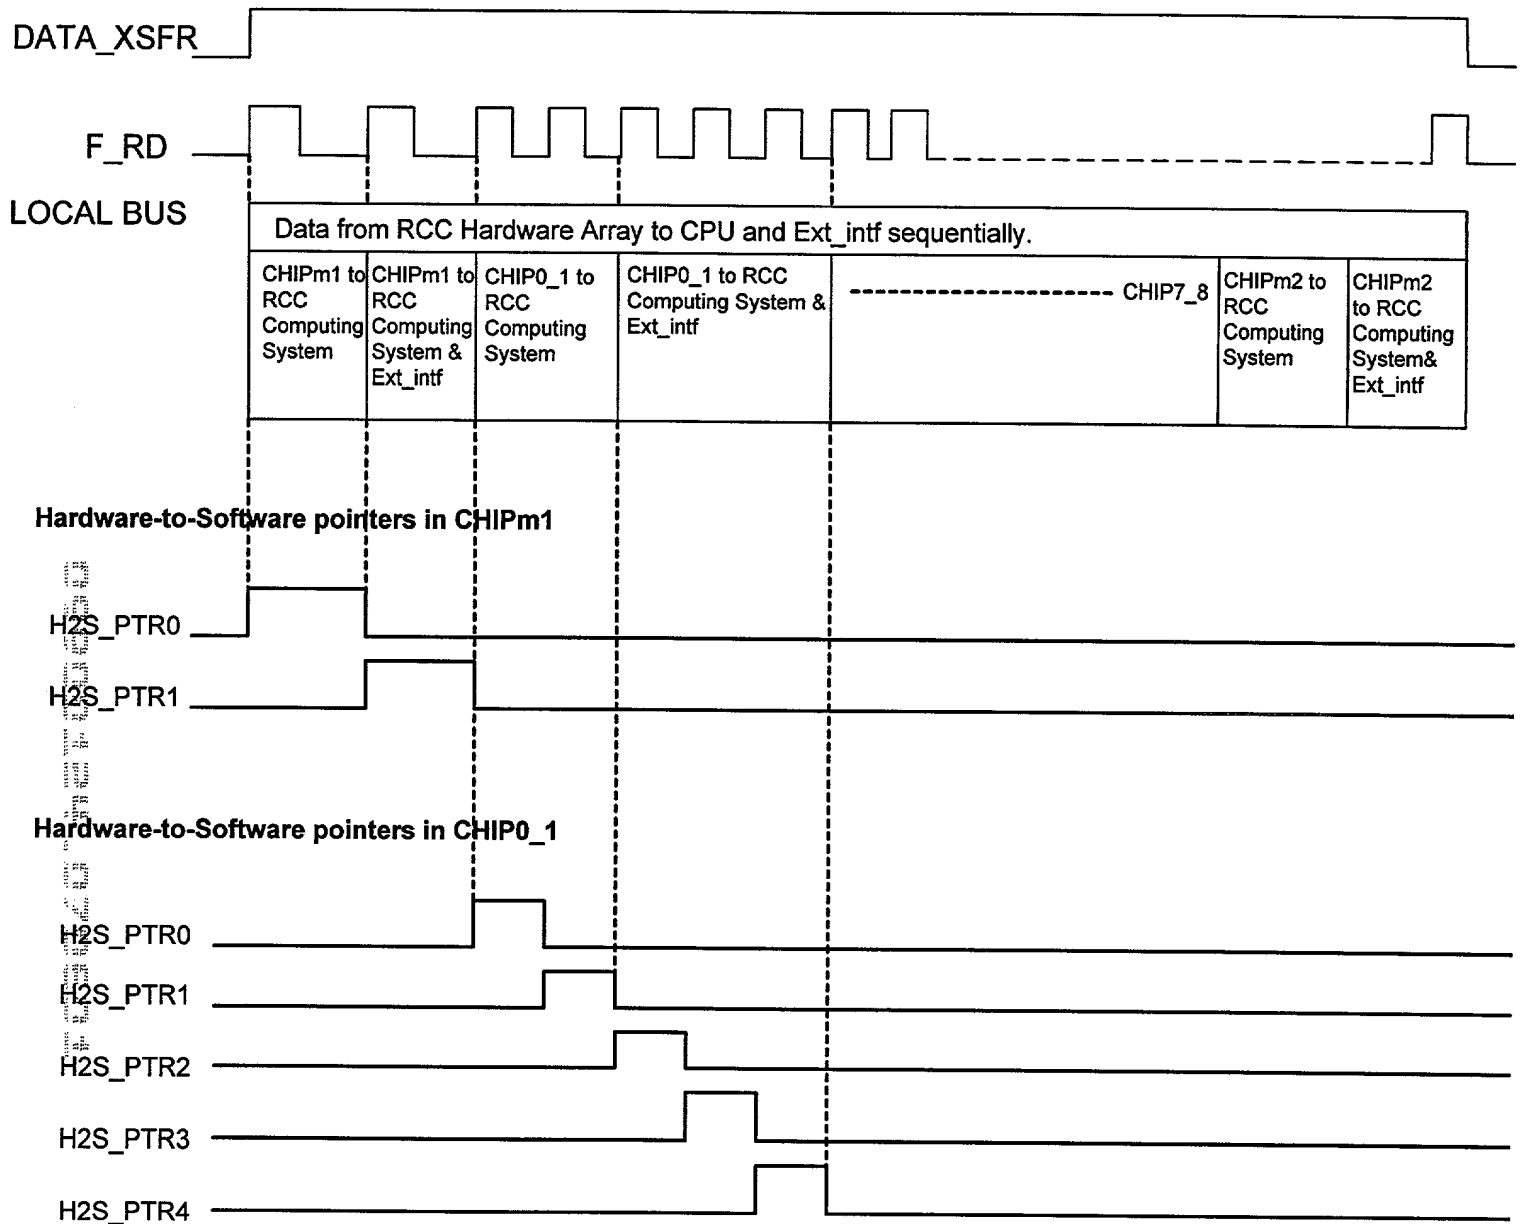 DATA_XSFR
F_RD
LOCAL BUS
Data from RCC Hardware Array to CPU and Ext_intf sequentially.
CHIPm1 to
RCC
Computing
System
CHIPm1 to
RCC
Computing
System &
Ext_intf
CHIP0_1 to
RCC
Computing
System
CHIP0_1 to RCC
Computing System &
Ext_intf
CHIP7_8
CHIPm2 to
RCC
Computing
System
CHIPm2
to RCC
Computing
System&
Ext_intf
Hardware-to-Software pointers in CHIPm1
H2S_PTR0
H2S_PTR1
Hardware-to-Software pointers in CHIP0_1
H2S_PTR0
H2S_PTR1
H2S_PTR2
H2S_PTR3
H2S_PTR4